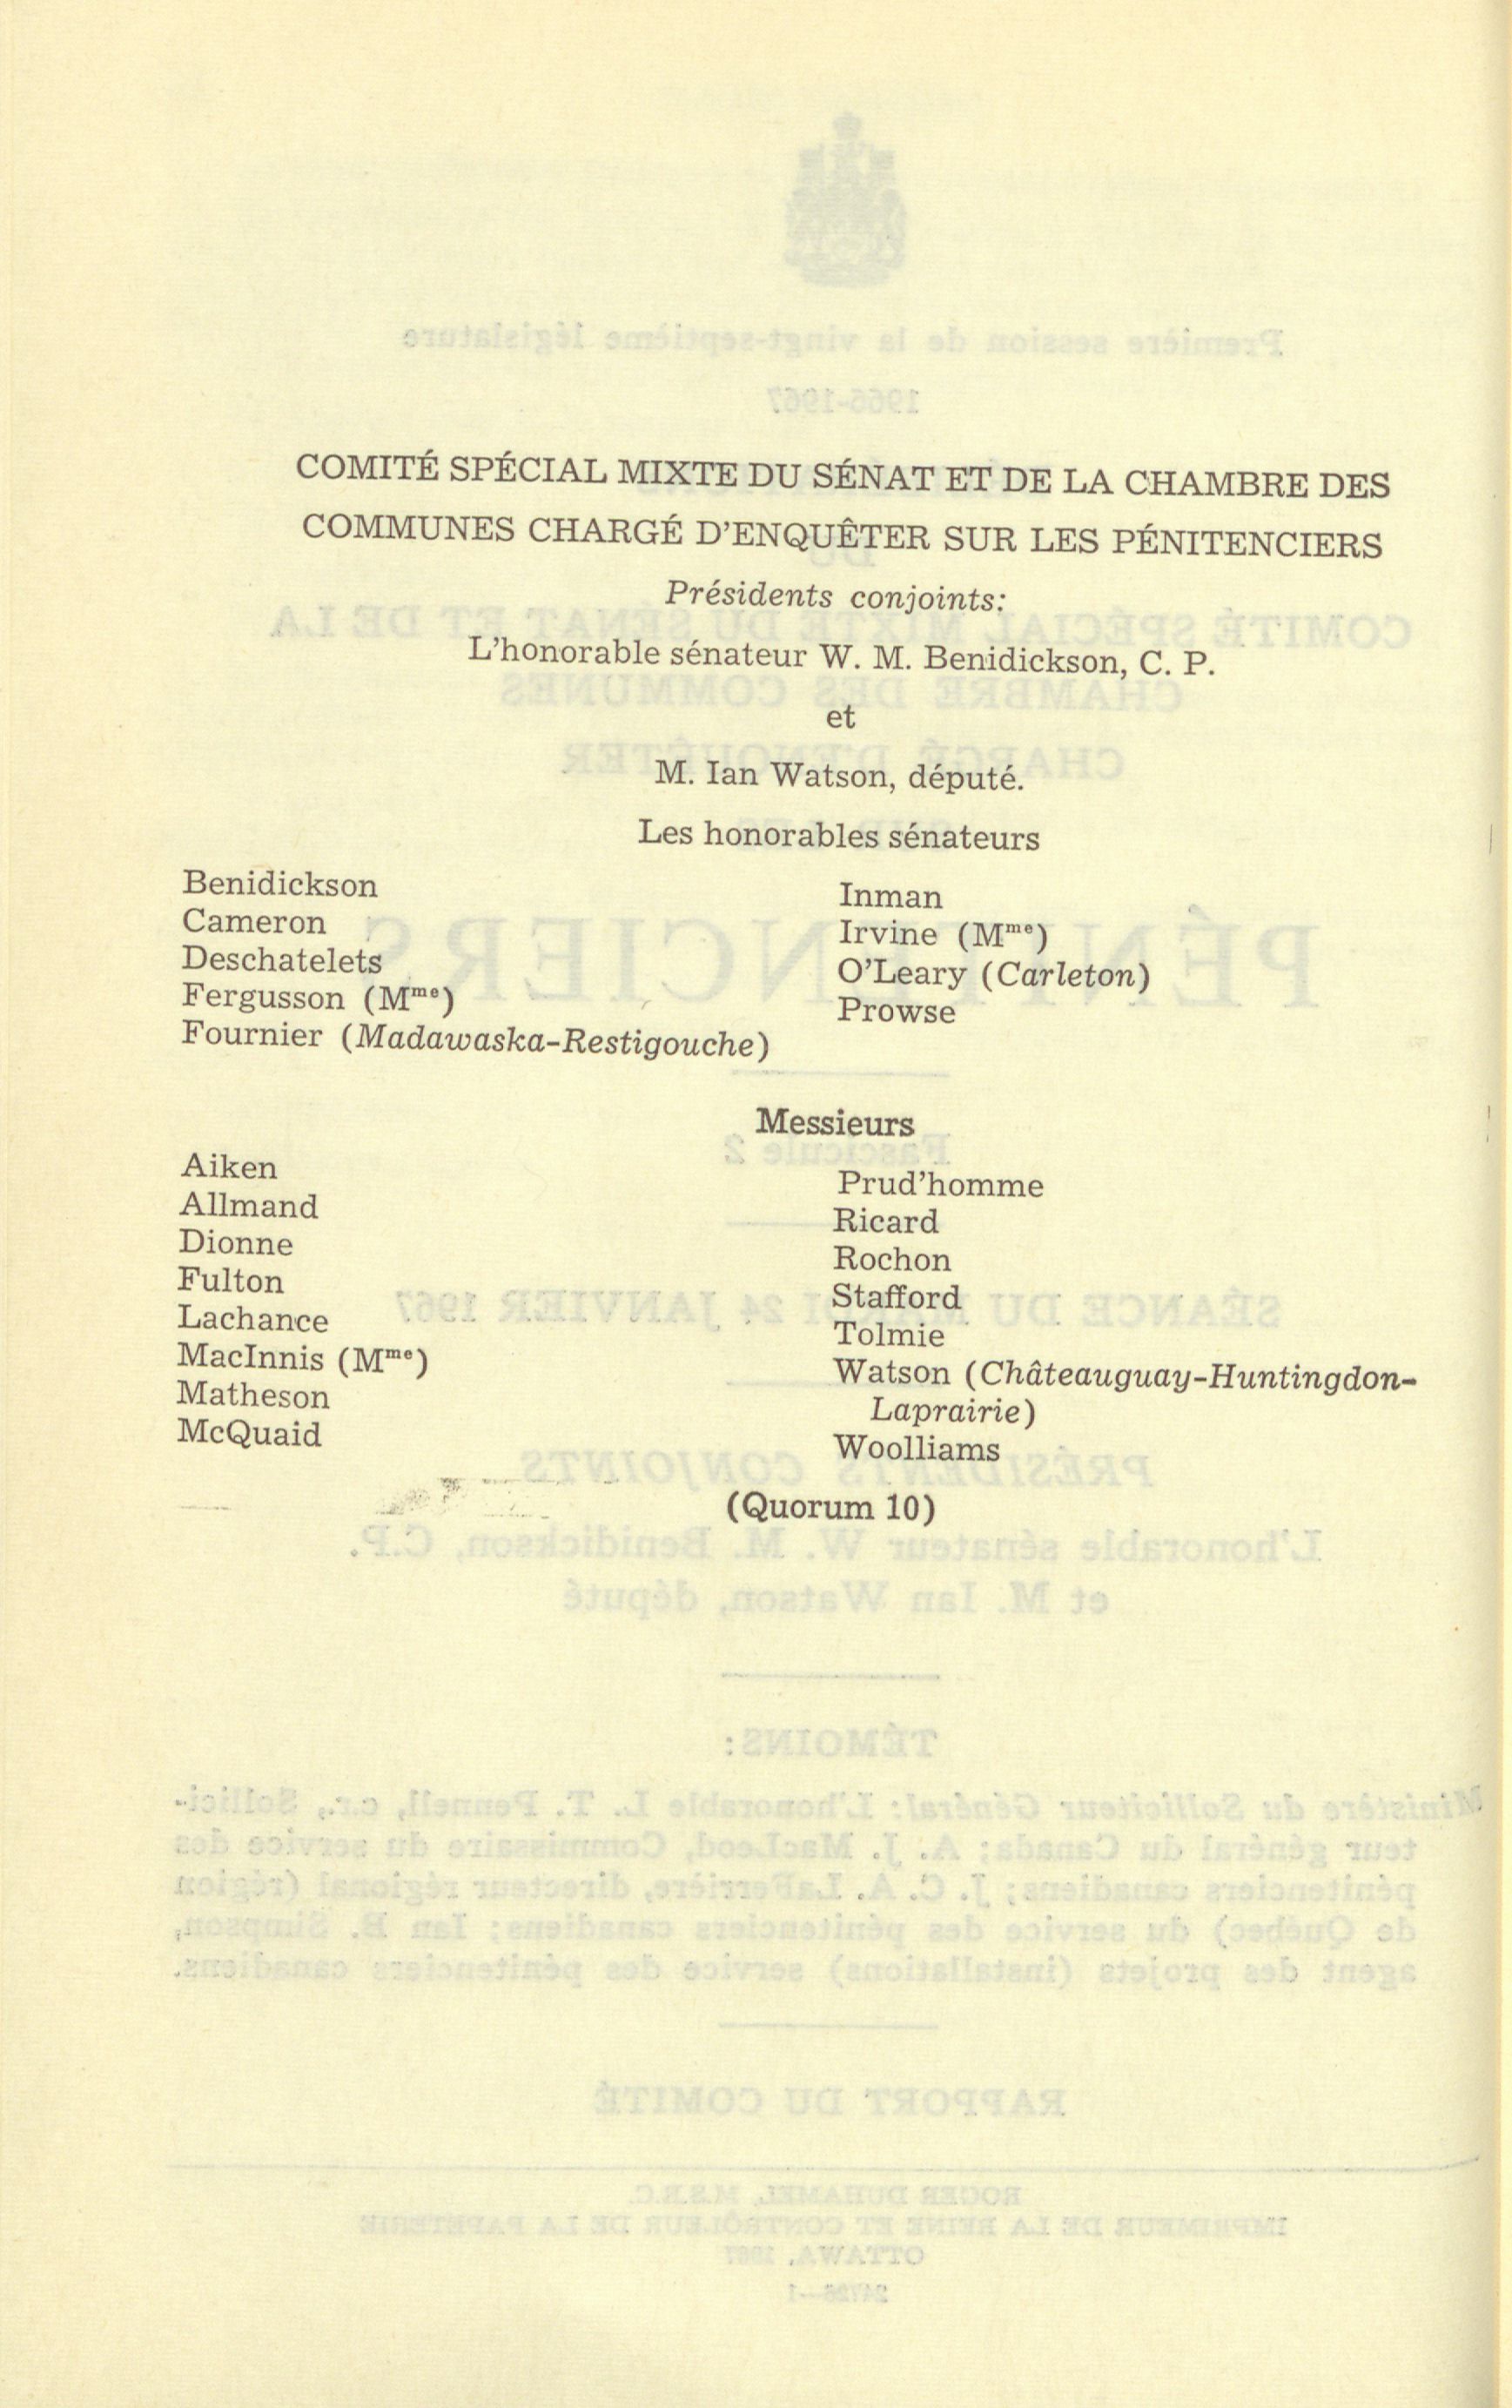 COMITÉ SPÉCIAL MIXTE DU SÉNAT ET DE LA CHAMBRE DES
COMMUNES CHARGÉ D'ENQUÊTER SUR LES PÉNITENCIERS
Présidents conjoints:
L'honorable sénateur W. M. Benidickson, C. P.
et
M. Ian Watson, député.
Les honorables sénateurs
Benidickson
Cameron
Deschatelets
Fergusson (Mme)
Fournier (Madawaska-Restigouche)
Inman
Irvine (Mme)
O'Leary (Carleton)
Prowse
Messieurs
Aiken
Allmand
Dionne
Fulton
Lachance
MacInnis (Mme)
Matheson
McQuaid
Prud'homme
Ricard
Rochon
Stafford
Tolmie
Watson (Châteauguay-Huntingdon-
Laprairie)
Woolliams
(Quorum 10)